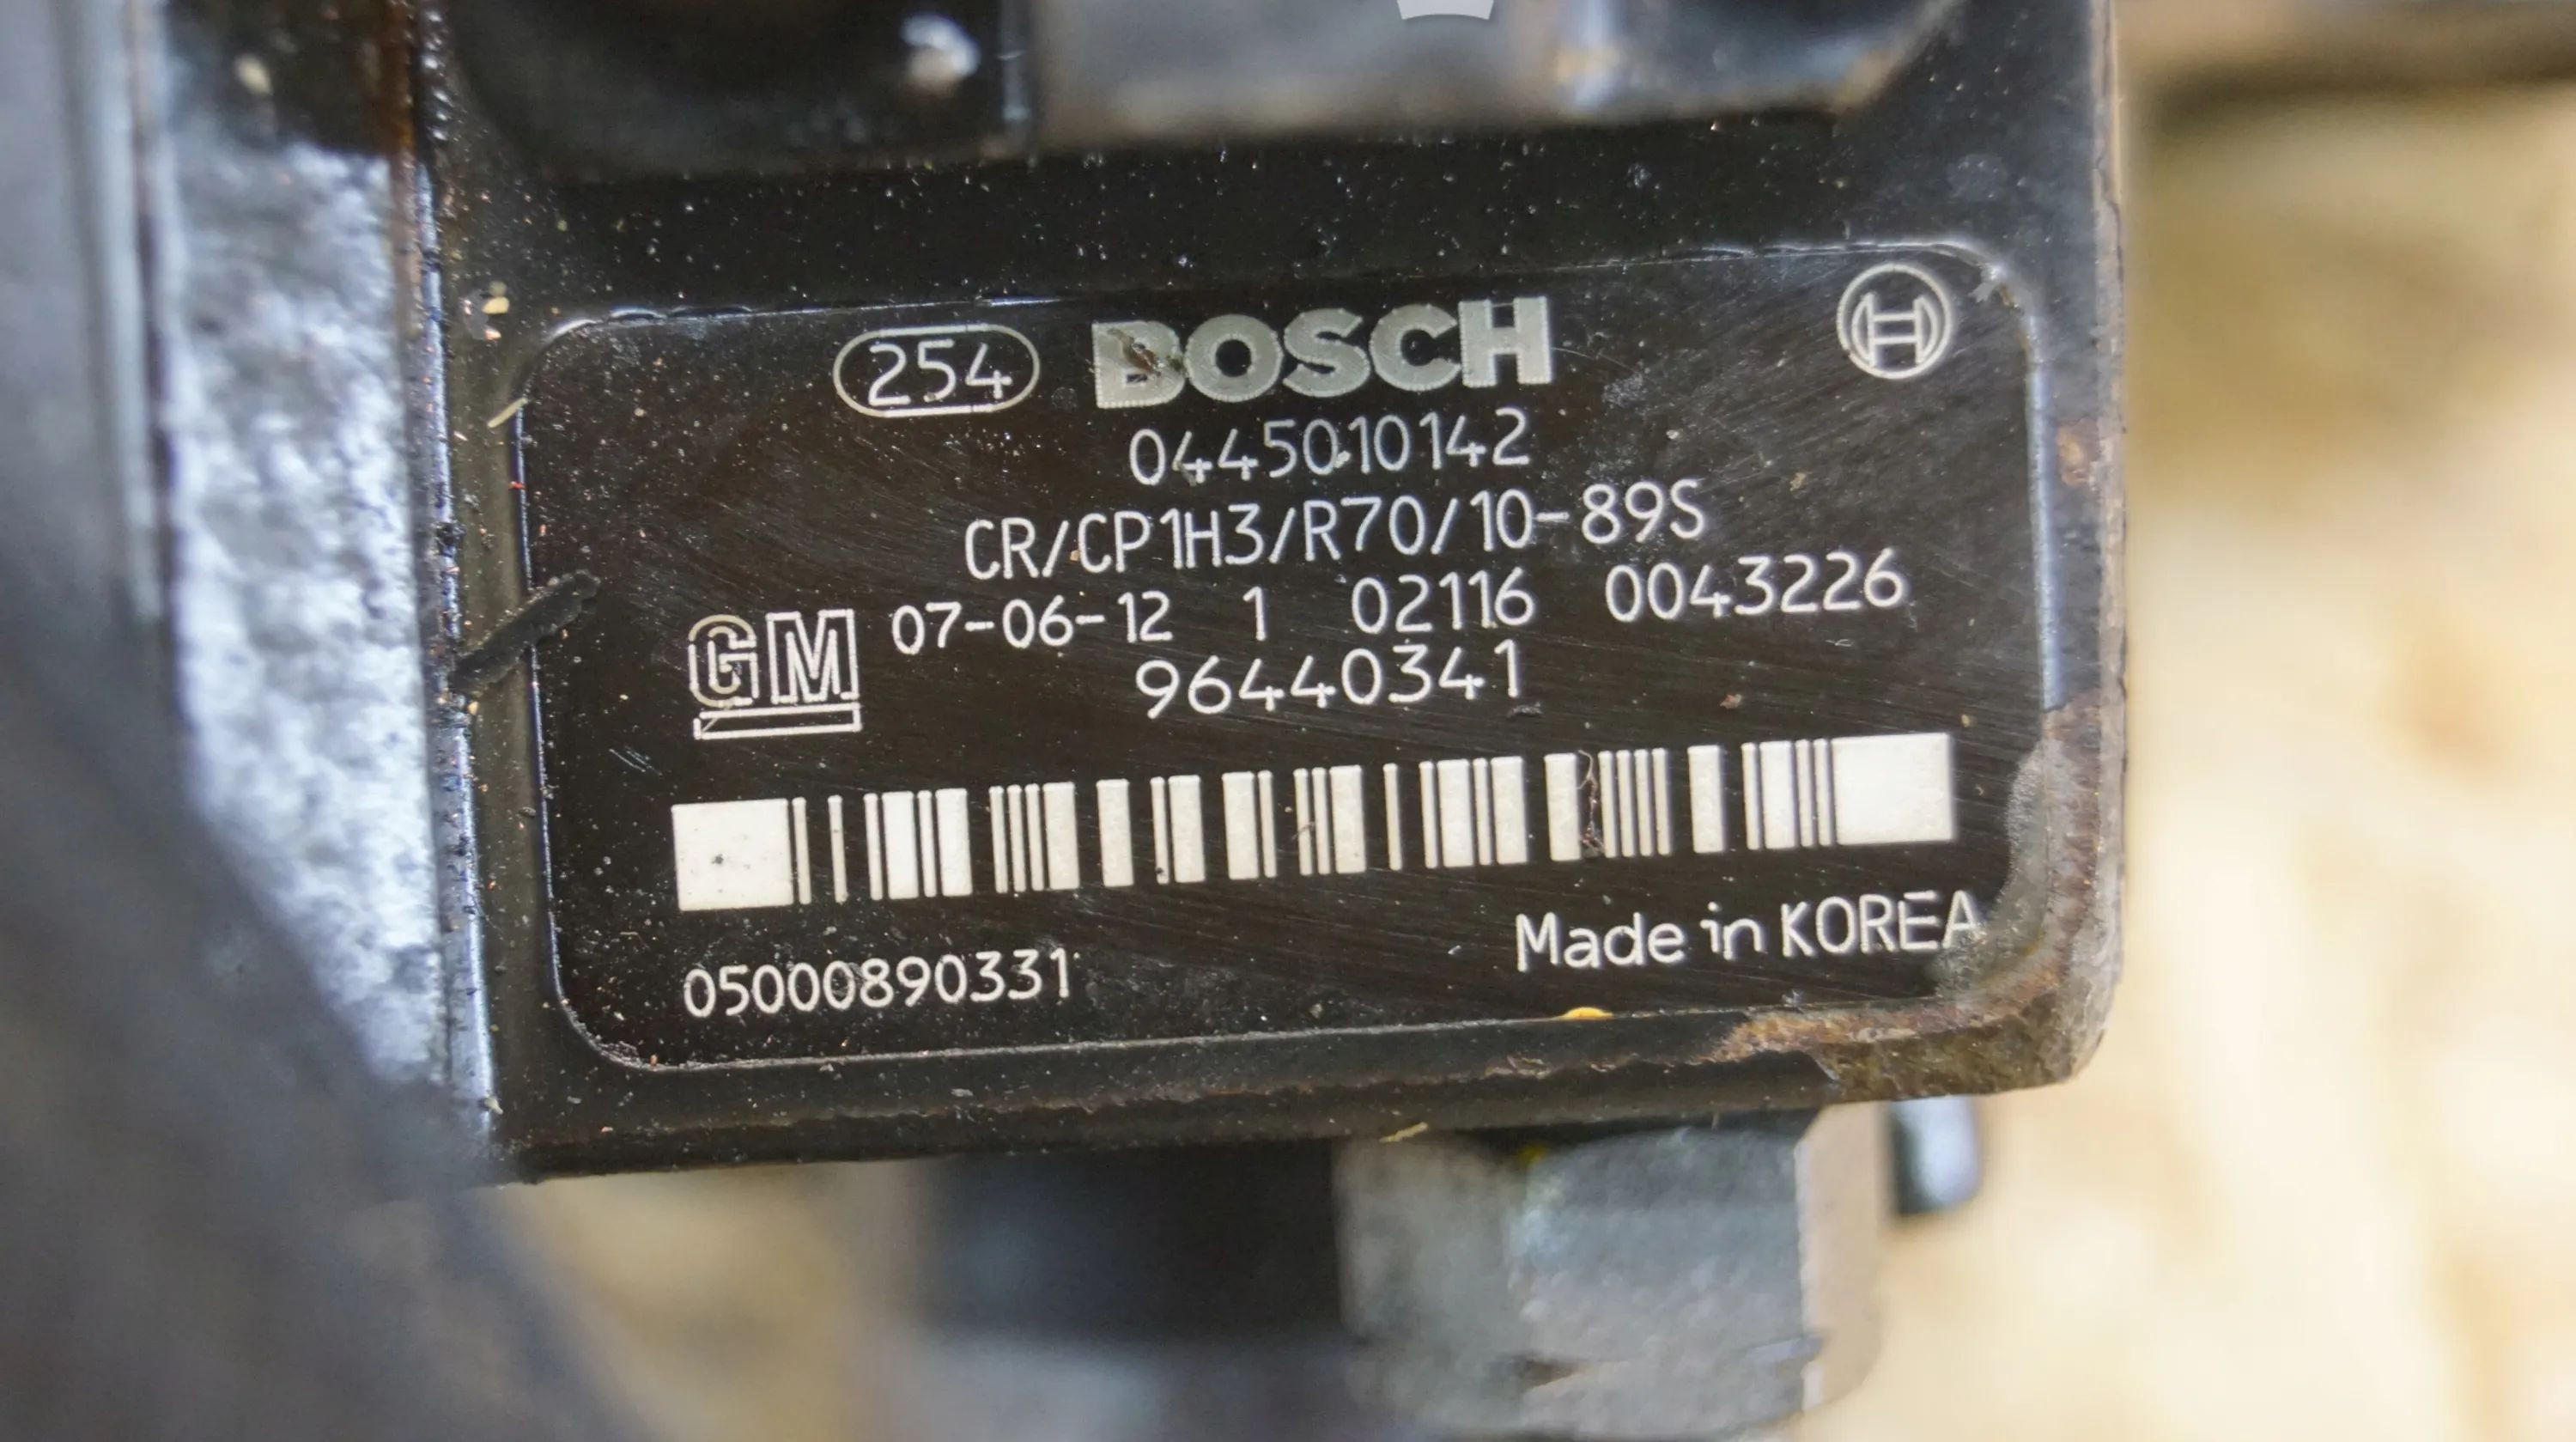 254 BOSCH
0445010142
CR/CP1H3/R70/10-89S
GM 07-06-12 1 02116 0043226
96440341
Made in KOREA
05000890331